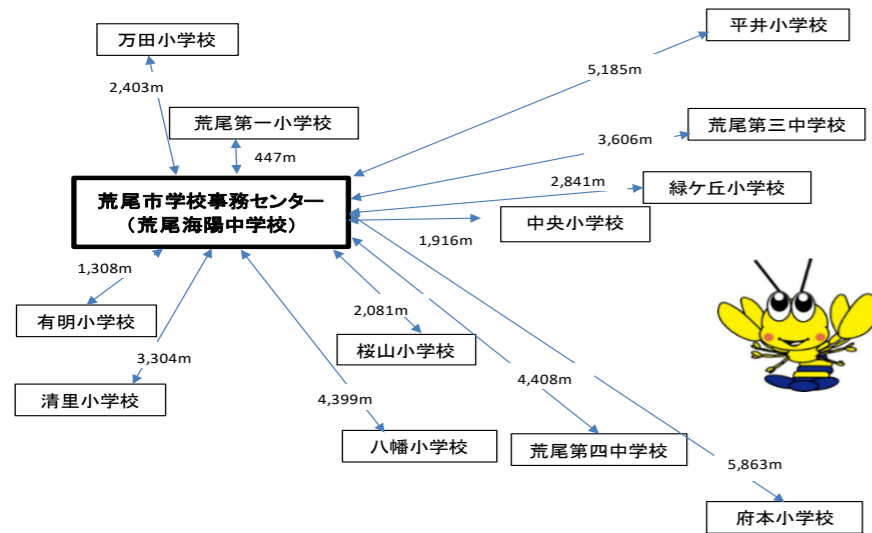 万田小学校
平井小学校
5,185m
2,403m
荒尾第一小学校
荒尾第三中学校
3,606m
447m
2,841m
緑ケ丘小学校
荒尾市学校事務センター
（荒尾海陽中学校）
中央小学校
1,916m
1,308m
2,081m
有明小学校
桜山小学校
3,304m
4,408m
清里小学校
4,399m
八幡小学校
荒尾第四中学校
5,863m
府本小学校